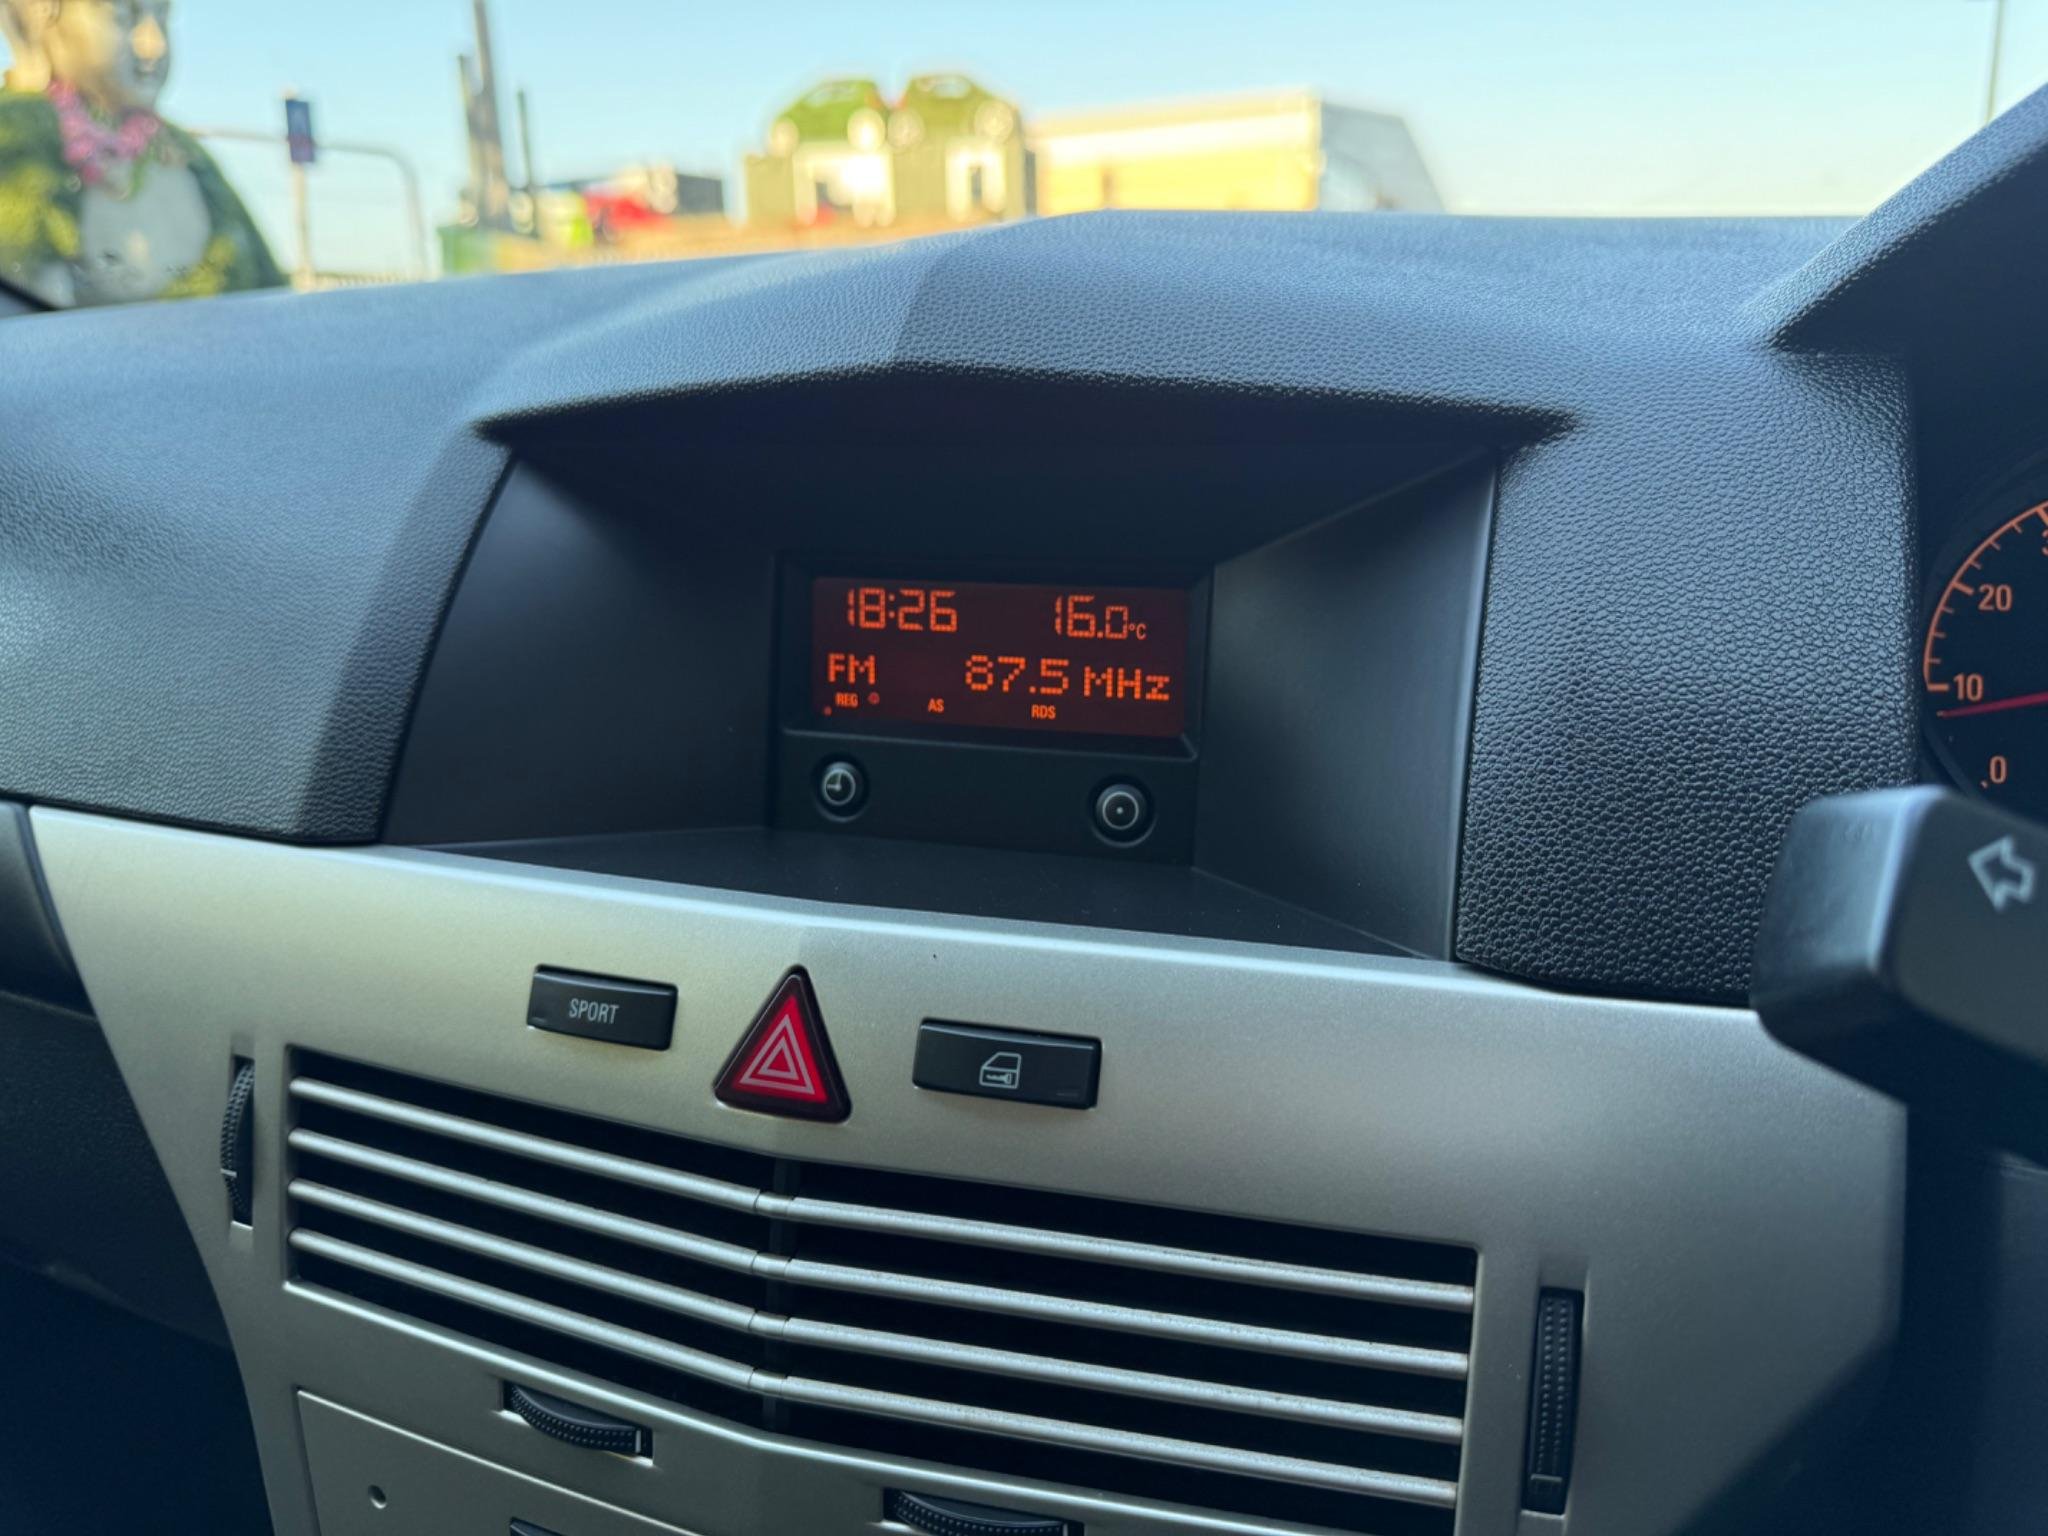 18:26 16.0°C
FM 87.5 MHz
REG AS RDS
SPORT
20
10
0